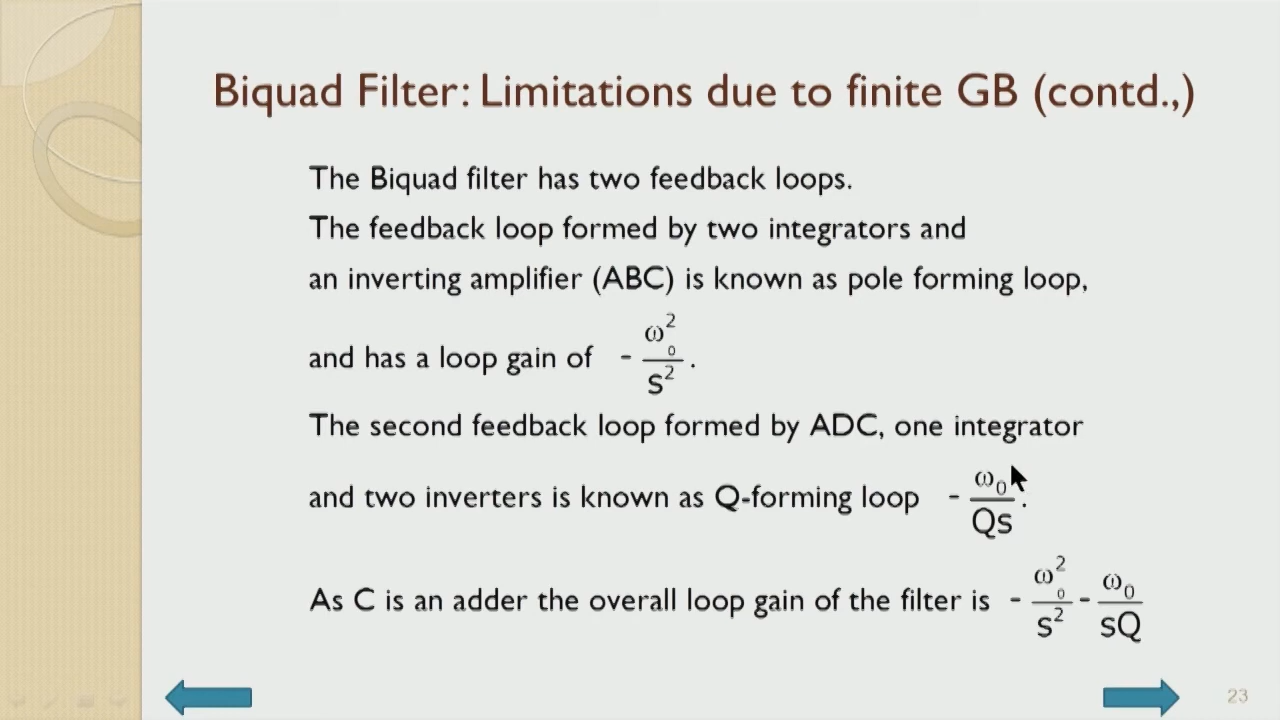 Biquad Filter: Limitations due to finite GB (contd.,)
The Biquad filter has two feedback loops.
The feedback loop formed by two integrators and
an inverting amplifier (ABC) is known as pole forming loop,
and has a loop gain of - ω₀²/s² .
The second feedback loop formed by ADC, one integrator
and two inverters is known as Q-forming loop - ω₀/Qs .
As C is an adder the overall loop gain of the filter is - ω₀²/s² - ω₀/sQ
23